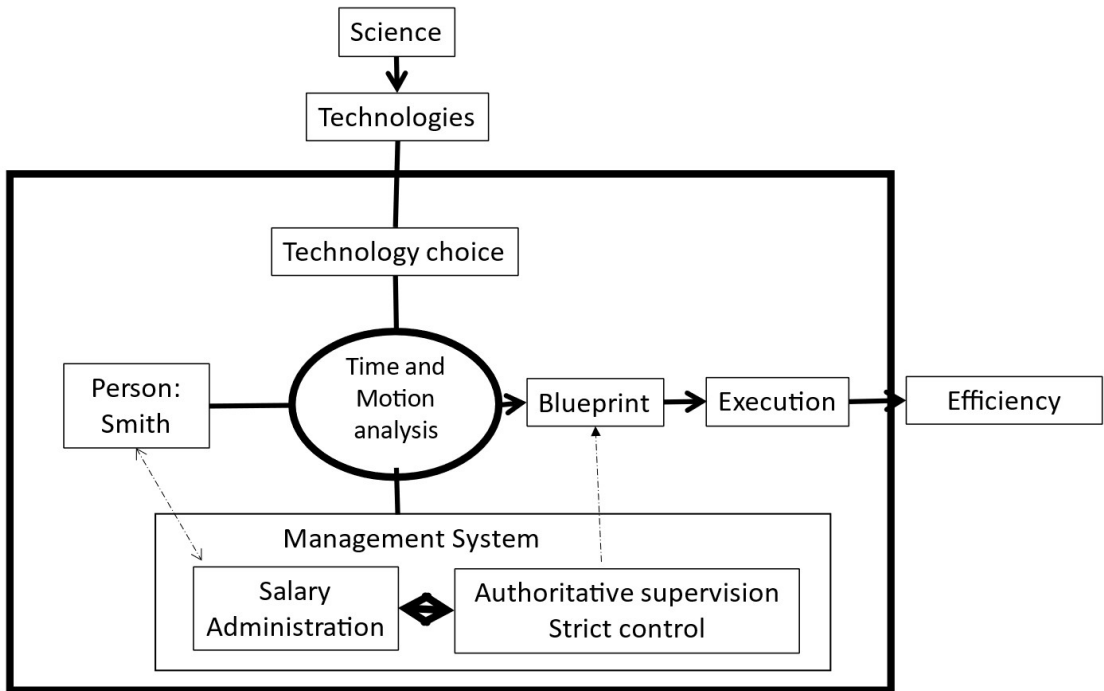 Science
Technologies
Technology choice
Person:
Smith
Time and
Motion
analysis
Blueprint
Execution
Efficiency
Management System
Salary
Administration
Authoritative supervision
Strict control